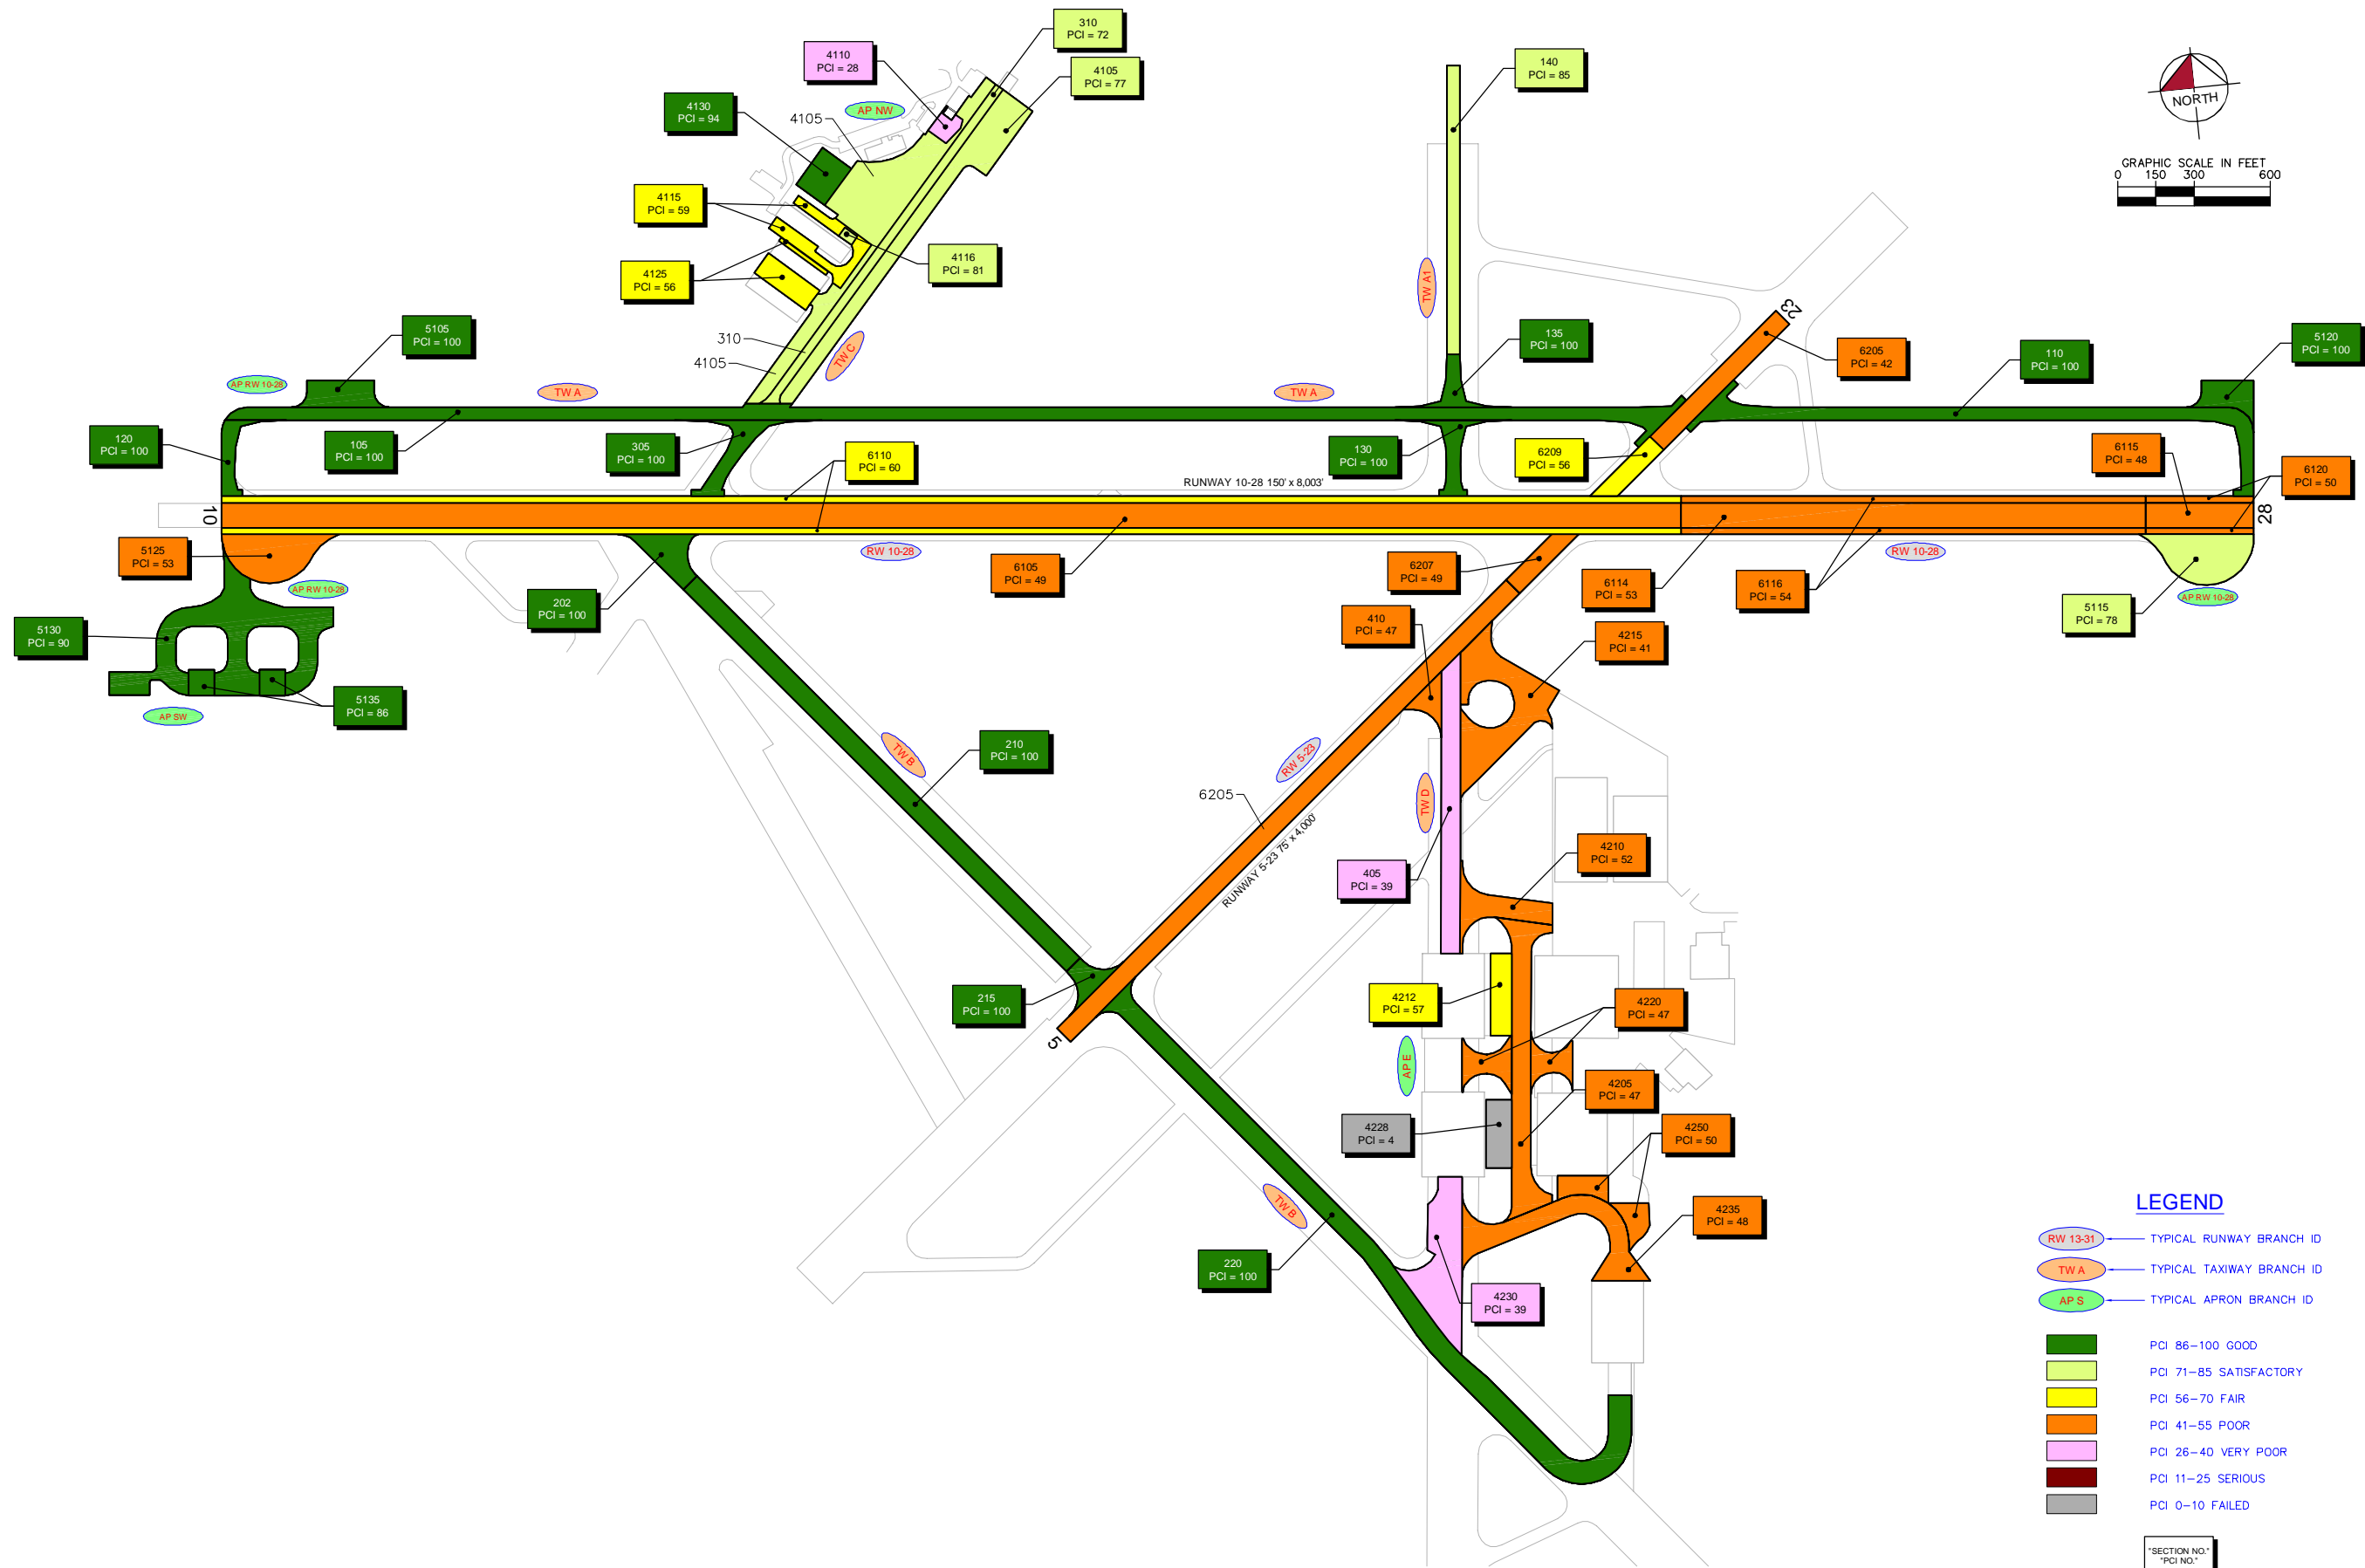 310
PCI = 72
4110
PCI = 28
4105
PCI = 77
140
PCI = 85
4130
PCI = 94
AP NW
4105
NORTH
GRAPHIC SCALE IN FEET
0 150 300 600
4115
PCI = 59
4116
PCI = 81
4125
PCI = 56
TW A1
310
4105
TW C
5105
PCI = 100
AP RW 10-28
TW A
TW A
135
PCI = 100
23
6205
PCI = 42
110
PCI = 100
5120
PCI = 100
120
PCI = 100
105
PCI = 100
305
PCI = 100
6110
PCI = 60
130
PCI = 100
6209
PCI = 56
6115
PCI = 48
6120
PCI = 50
RUNWAY 10-28 150' x 8,003'
10
28
5125
PCI = 53
RW 10-28
RW 10-28
AP RW 10-28
6105
PCI = 49
6207
PCI = 49
6114
PCI = 53
6116
PCI = 54
AP RW 10-28
5115
PCI = 78
202
PCI = 100
410
PCI = 47
4215
PCI = 41
5130
PCI = 90
5135
PCI = 86
AP SW
TW B
210
PCI = 100
RW 5-23
6205
RUNWAY 5-23 75' x 4,000'
TW D
4210
PCI = 52
405
PCI = 39
215
PCI = 100
5
4212
PCI = 57
4220
PCI = 47
AP E
4205
PCI = 47
4228
PCI = 4
4250
PCI = 50
TW B
4235
PCI = 48
220
PCI = 100
4230
PCI = 39
LEGEND
RW 13-31 TYPICAL RUNWAY BRANCH ID
TW A TYPICAL TAXIWAY BRANCH ID
AP S TYPICAL APRON BRANCH ID
PCI 86-100 GOOD
PCI 71-85 SATISFACTORY
PCI 56-70 FAIR
PCI 41-55 POOR
PCI 26-40 VERY POOR
PCI 11-25 SERIOUS
PCI 0-10 FAILED
"SECTION NO."
"PCI NO."